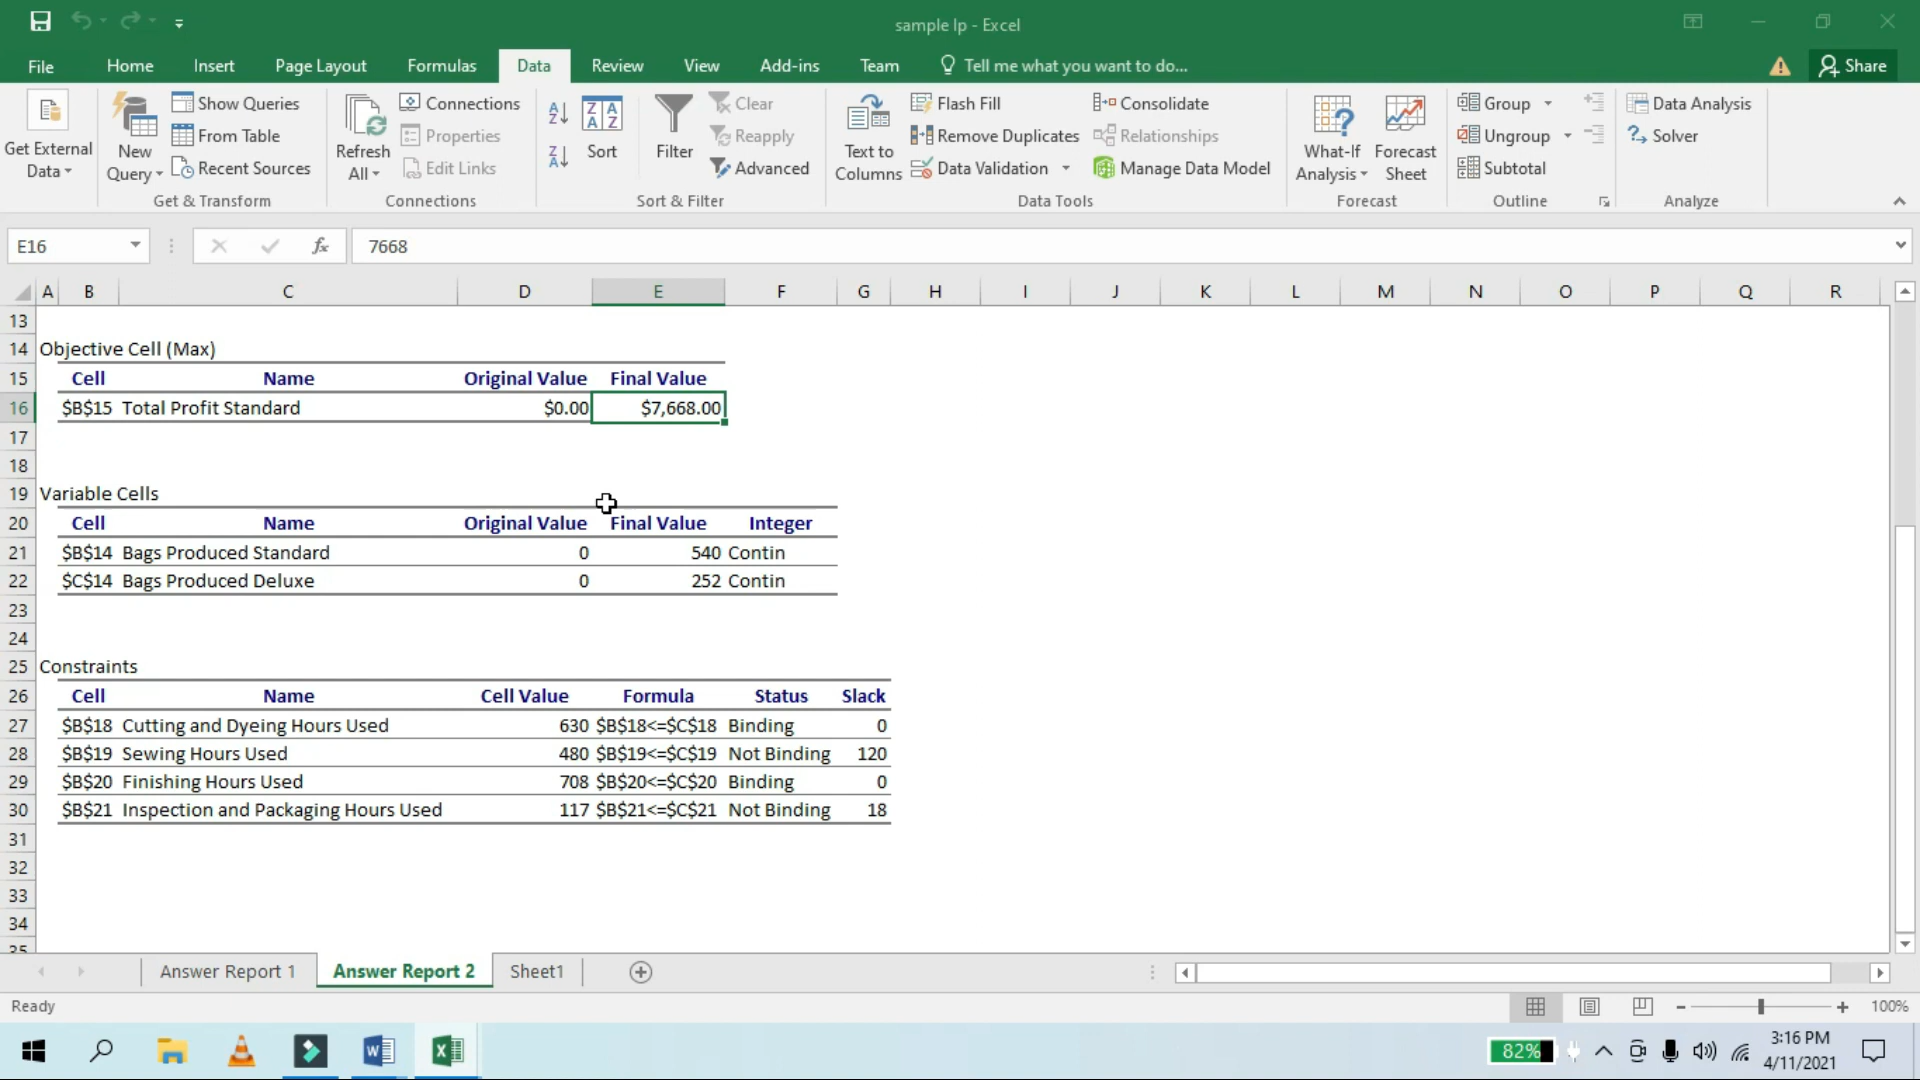 sample lp - Excel
File Home Insert Page Layout Formulas Data Review View Add-ins Team Tell me what you want to do... Share
Get External Data
New Query
Show Queries
From Table
Recent Sources
Get & Transform
Refresh All
Connections
Properties
Edit Links
Connections
Sort
Filter
Clear
Reapply
Advanced
Sort & Filter
Text to Columns
Flash Fill
Remove Duplicates
Data Validation
Consolidate
Relationships
Manage Data Model
Data Tools
What-If Analysis
Forecast Sheet
Forecast
Group
Ungroup
Subtotal
Outline
Data Analysis
Solver
Analyze
E16 fx 7668
A B C D E F G H I J K L M N O P Q R
13
14 Objective Cell (Max)
15 Cell Name Original Value Final Value
16 $B$15 Total Profit Standard $0.00 $7,668.00
17
18
19 Variable Cells
20 Cell Name Original Value Final Value Integer
21 $B$14 Bags Produced Standard 0 540 Contin
22 $C$14 Bags Produced Deluxe 0 252 Contin
23
24
25 Constraints
26 Cell Name Cell Value Formula Status Slack
27 $B$18 Cutting and Dyeing Hours Used 630 $B$18<=$C$18 Binding 0
28 $B$19 Sewing Hours Used 480 $B$19<=$C$19 Not Binding 120
29 $B$20 Finishing Hours Used 708 $B$20<=$C$20 Binding 0
30 $B$21 Inspection and Packaging Hours Used 117 $B$21<=$C$21 Not Binding 18
31
32
33
34
35
Answer Report 1 Answer Report 2 Sheet1
Ready 100%
82% 3:16 PM
4/11/2021